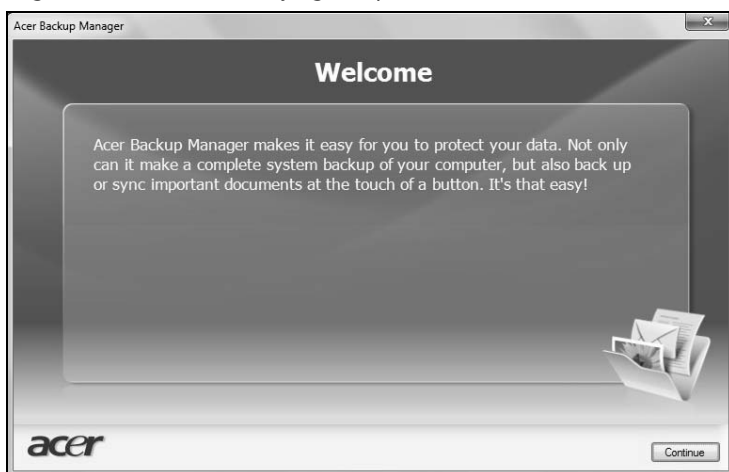 Acer Backup Manager
x
Welcome
Acer Backup Manager makes it easy for you to protect your data. Not only
can it make a complete system backup of your computer, but also back up
or sync important documents at the touch of a button. It's that easy!
acer
Continue